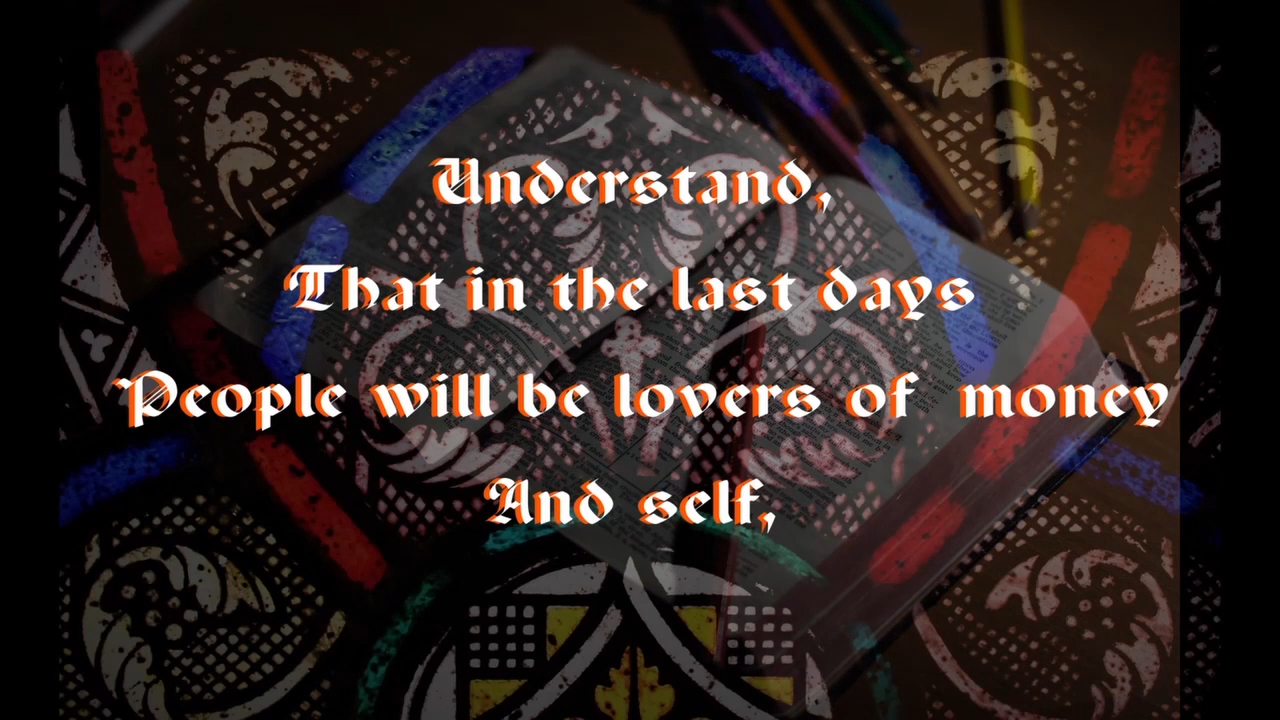 Understand,
That in the last days
People will be lovers of money
And self,